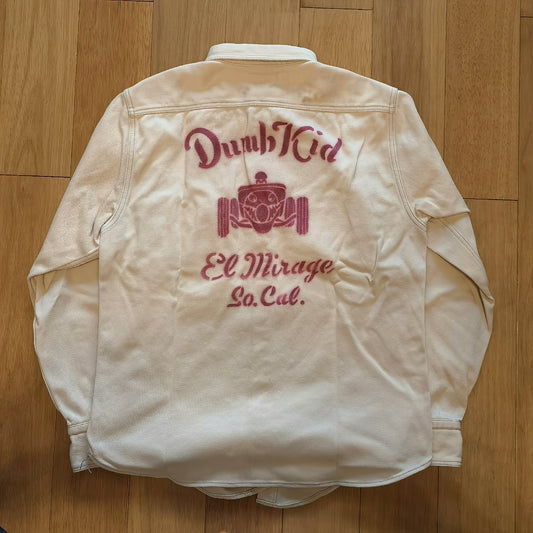 Dumb Kid
El Mirage
So. Cal.